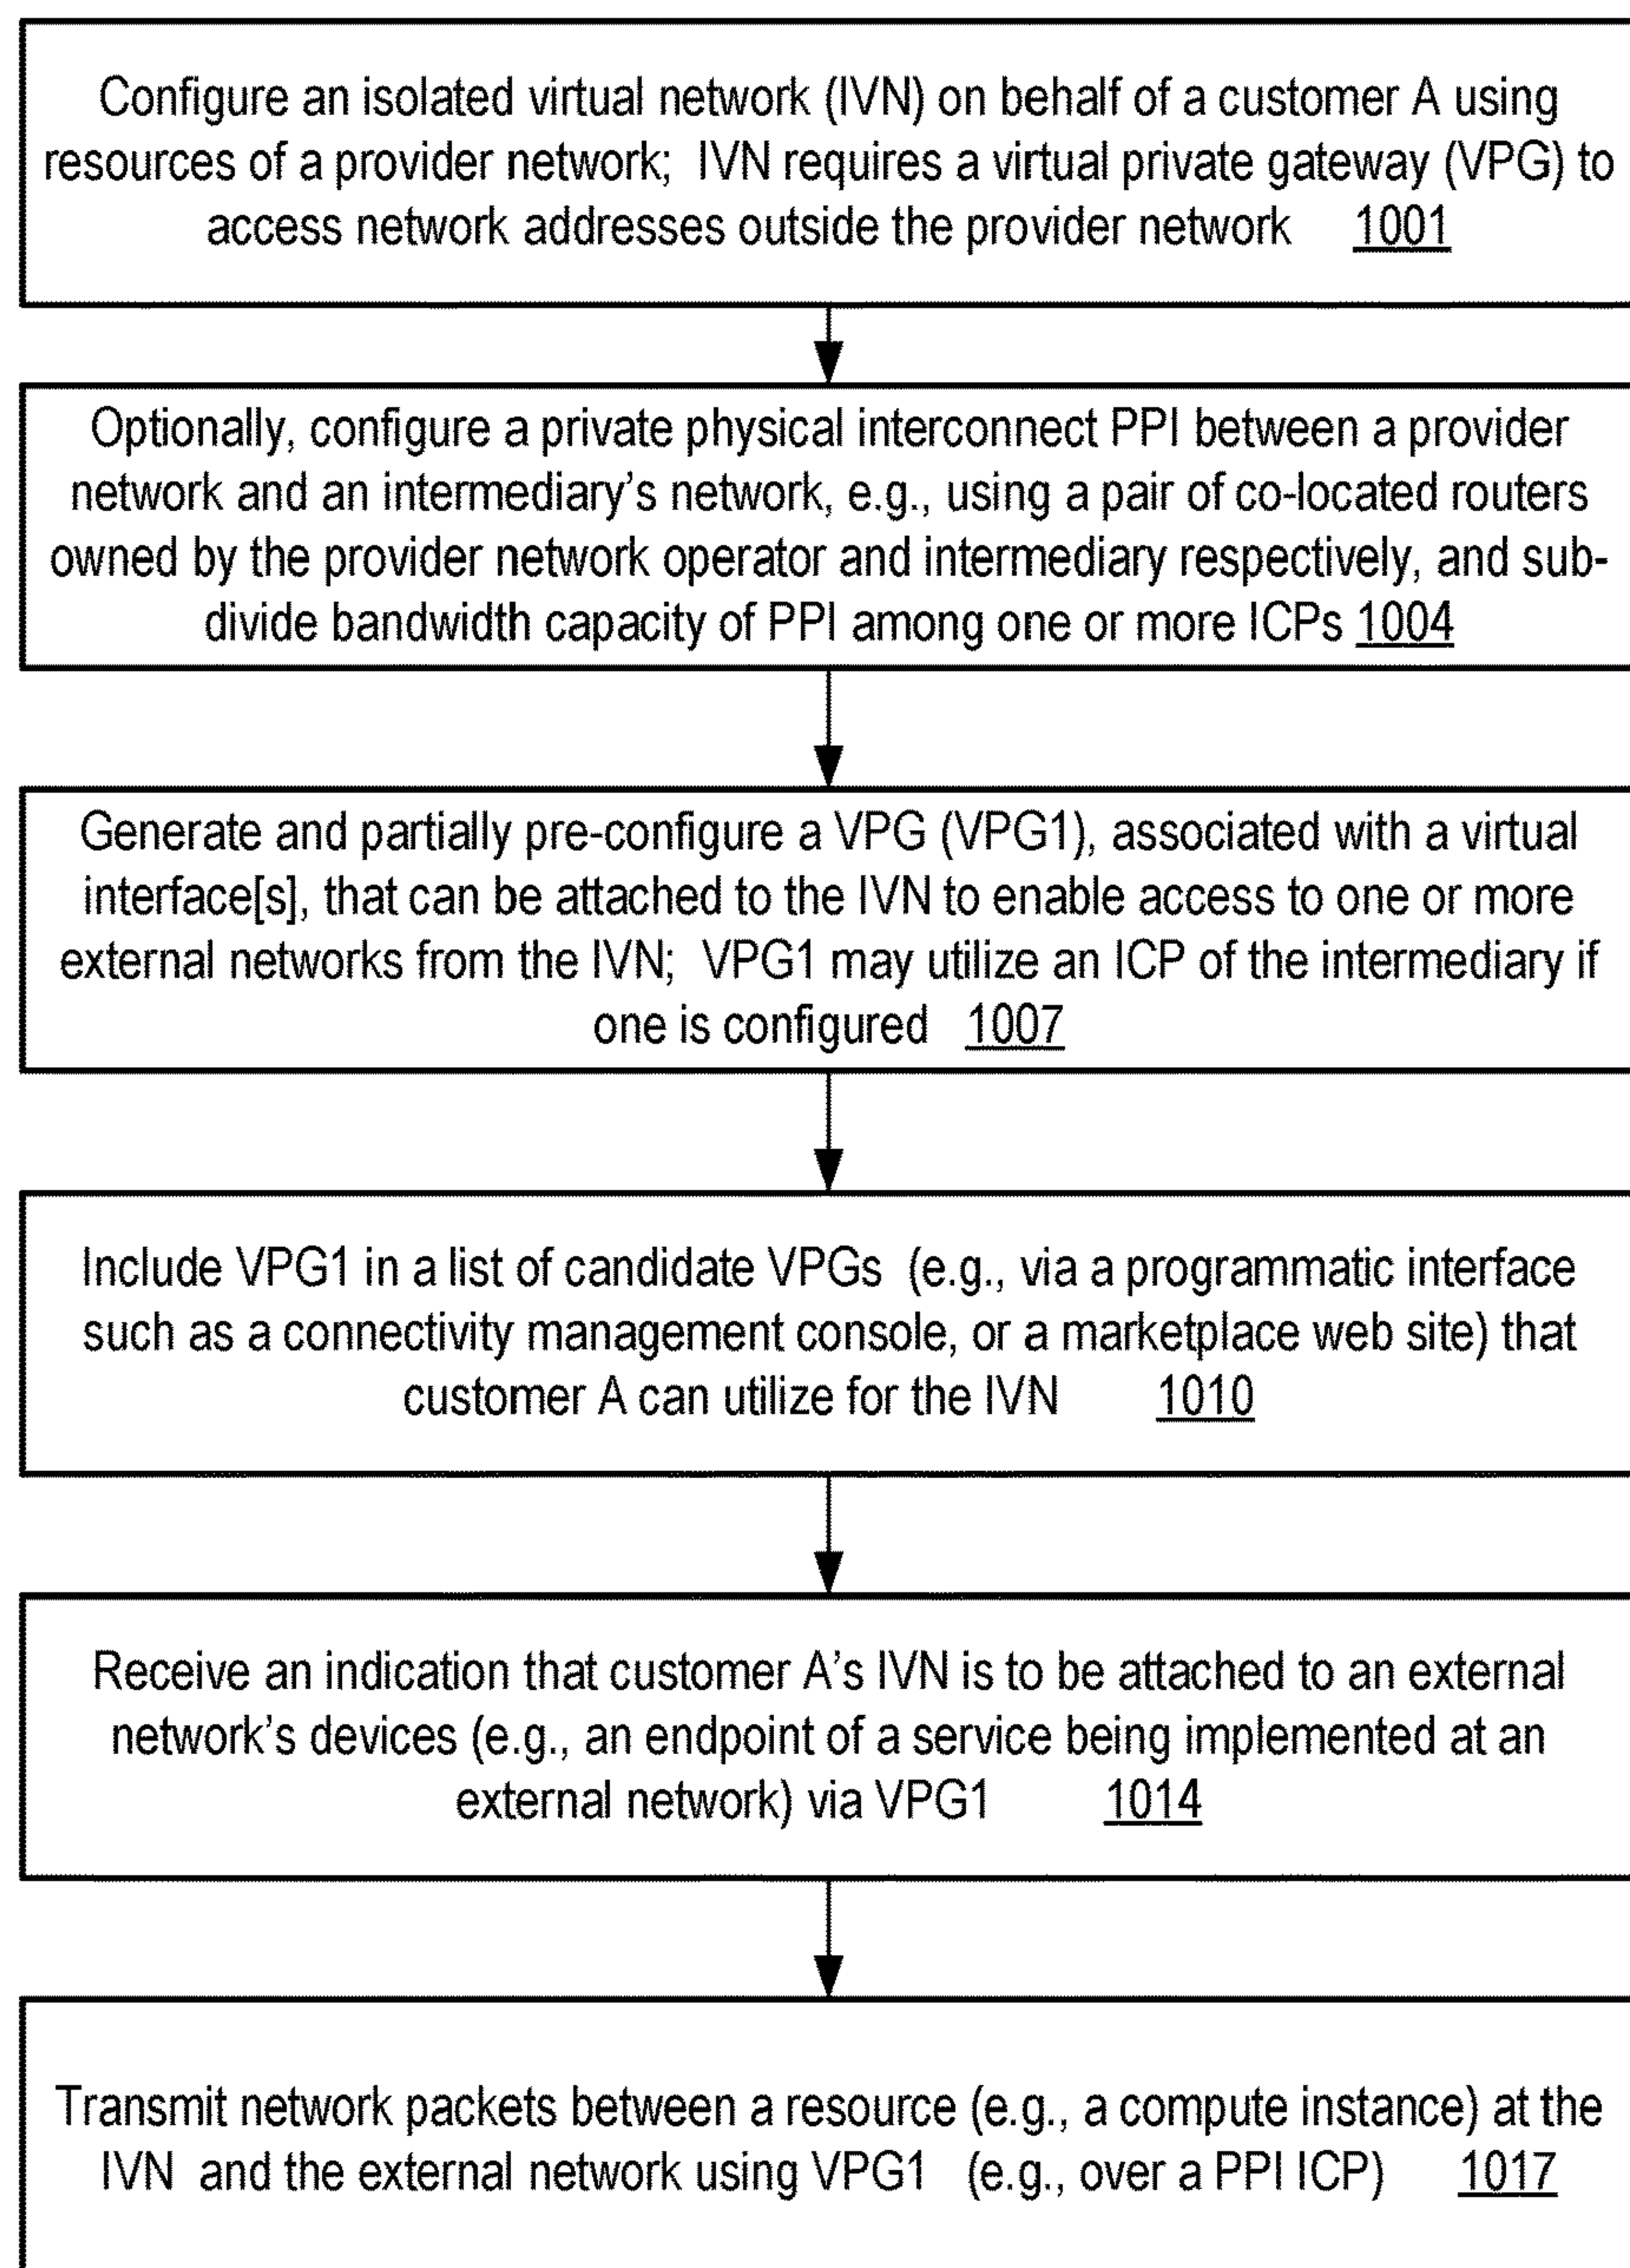 Configure an isolated virtual network (IVN) on behalf of a customer A using
resources of a provider network; IVN requires a virtual private gateway (VPG) to
access network addresses outside the provider network 1001
Optionally, configure a private physical interconnect PPI between a provider
network and an intermediary's network, e.g., using a pair of co-located routers
owned by the provider network operator and intermediary respectively, and sub-
divide bandwidth capacity of PPI among one or more ICPs 1004
Generate and partially pre-configure a VPG (VPG1), associated with a virtual
interface[s], that can be attached to the IVN to enable access to one or more
external networks from the IVN; VPG1 may utilize an ICP of the intermediary if
one is configured 1007
Include VPG1 in a list of candidate VPGs (e.g., via a programmatic interface
such as a connectivity management console, or a marketplace web site) that
customer A can utilize for the IVN 1010
Receive an indication that customer A's IVN is to be attached to an external
network's devices (e.g., an endpoint of a service being implemented at an
external network) via VPG1 1014
Transmit network packets between a resource (e.g., a compute instance) at the
IVN and the external network using VPG1 (e.g., over a PPI ICP) 1017